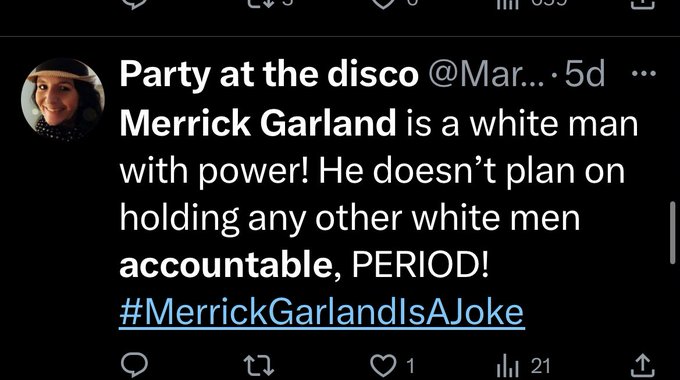 Party at the disco @Mar... · 5d
Merrick Garland is a white man
with power! He doesn’t plan on
holding any other white men
accountable, PERIOD!
#MerrickGarlandIsAJoke
1 21